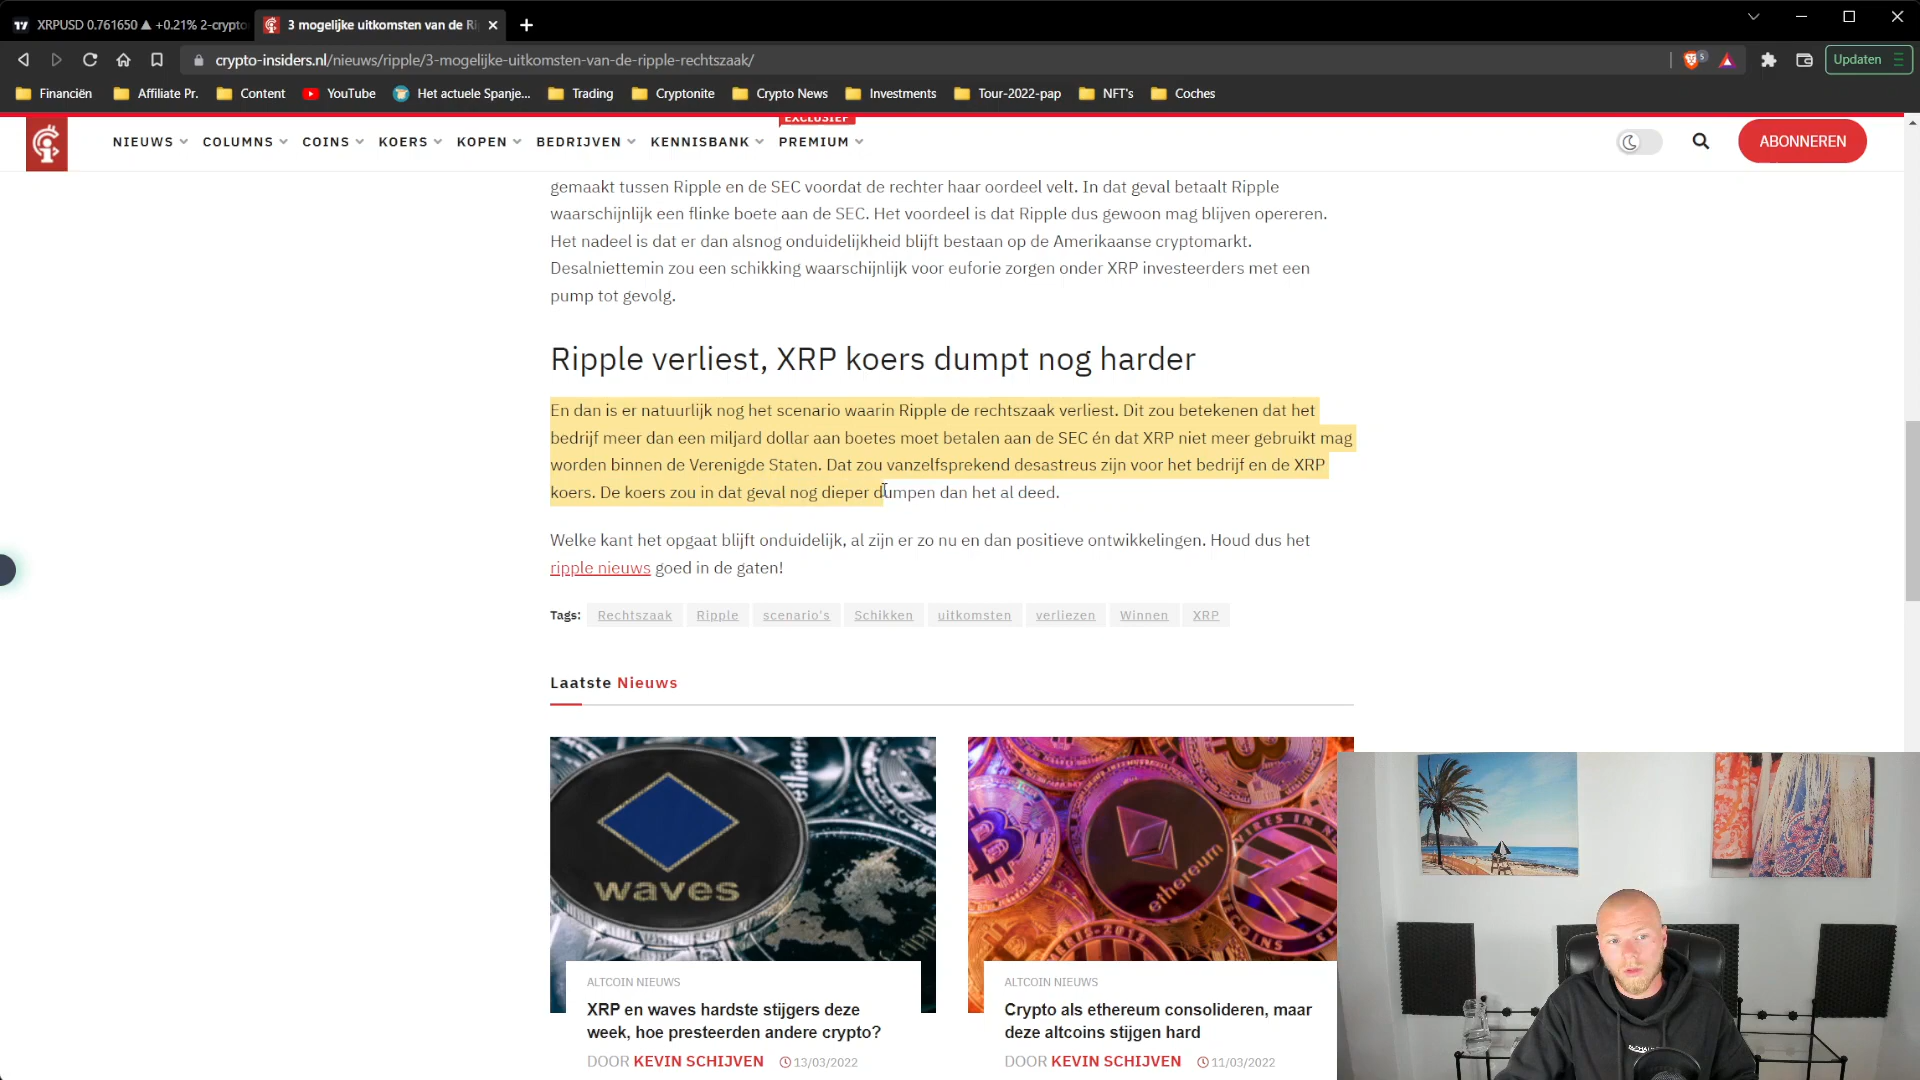 XRPUSD 0.761650 ▲ +0.21% 2-crypto
3 mogelijke uitkomsten van de Ri
crypto-insiders.nl/nieuws/ripple/3-mogelijke-uitkomsten-van-de-ripple-rechtszaak/
5
Updaten
Financiën Affiliate Pr. Content YouTube Het actuele Spanje... Trading Cryptonite Crypto News Investments Tour-2022-pap NFT's Coches
EXCLUSIEF
NIEUWS COLUMNS COINS KOERS KOPEN BEDRIJVEN KENNISBANK PREMIUM
ABONNEREN
gemaakt tussen Ripple en de SEC voordat de rechter haar oordeel velt. In dat geval betaalt Ripple
waarschijnlijk een flinke boete aan de SEC. Het voordeel is dat Ripple dus gewoon mag blijven opereren.
Het nadeel is dat er dan alsnog onduidelijkheid blijft bestaan op de Amerikaanse cryptomarkt.
Desalniettemin zou een schikking waarschijnlijk voor euforie zorgen onder XRP investeerders met een
pump tot gevolg.
Ripple verliest, XRP koers dumpt nog harder
En dan is er natuurlijk nog het scenario waarin Ripple de rechtszaak verliest. Dit zou betekenen dat het
bedrijf meer dan een miljard dollar aan boetes moet betalen aan de SEC én dat XRP niet meer gebruikt mag
worden binnen de Verenigde Staten. Dat zou vanzelfsprekend desastreus zijn voor het bedrijf en de XRP
koers. De koers zou in dat geval nog dieper dumpen dan het al deed.
Welke kant het opgaat blijft onduidelijk, al zijn er zo nu en dan positieve ontwikkelingen. Houd dus het
ripple nieuws goed in de gaten!
Tags: Rechtszaak Ripple scenario's Schikken uitkomsten verliezen Winnen XRP
Laatste Nieuws
waves
ethereum
ALTCOIN NIEUWS
XRP en waves hardste stijgers deze
week, hoe presteerden andere crypto?
DOOR KEVIN SCHIJVEN 13/03/2022
ALTCOIN NIEUWS
Crypto als ethereum consolideren, maar
deze altcoins stijgen hard
DOOR KEVIN SCHIJVEN 11/03/2022